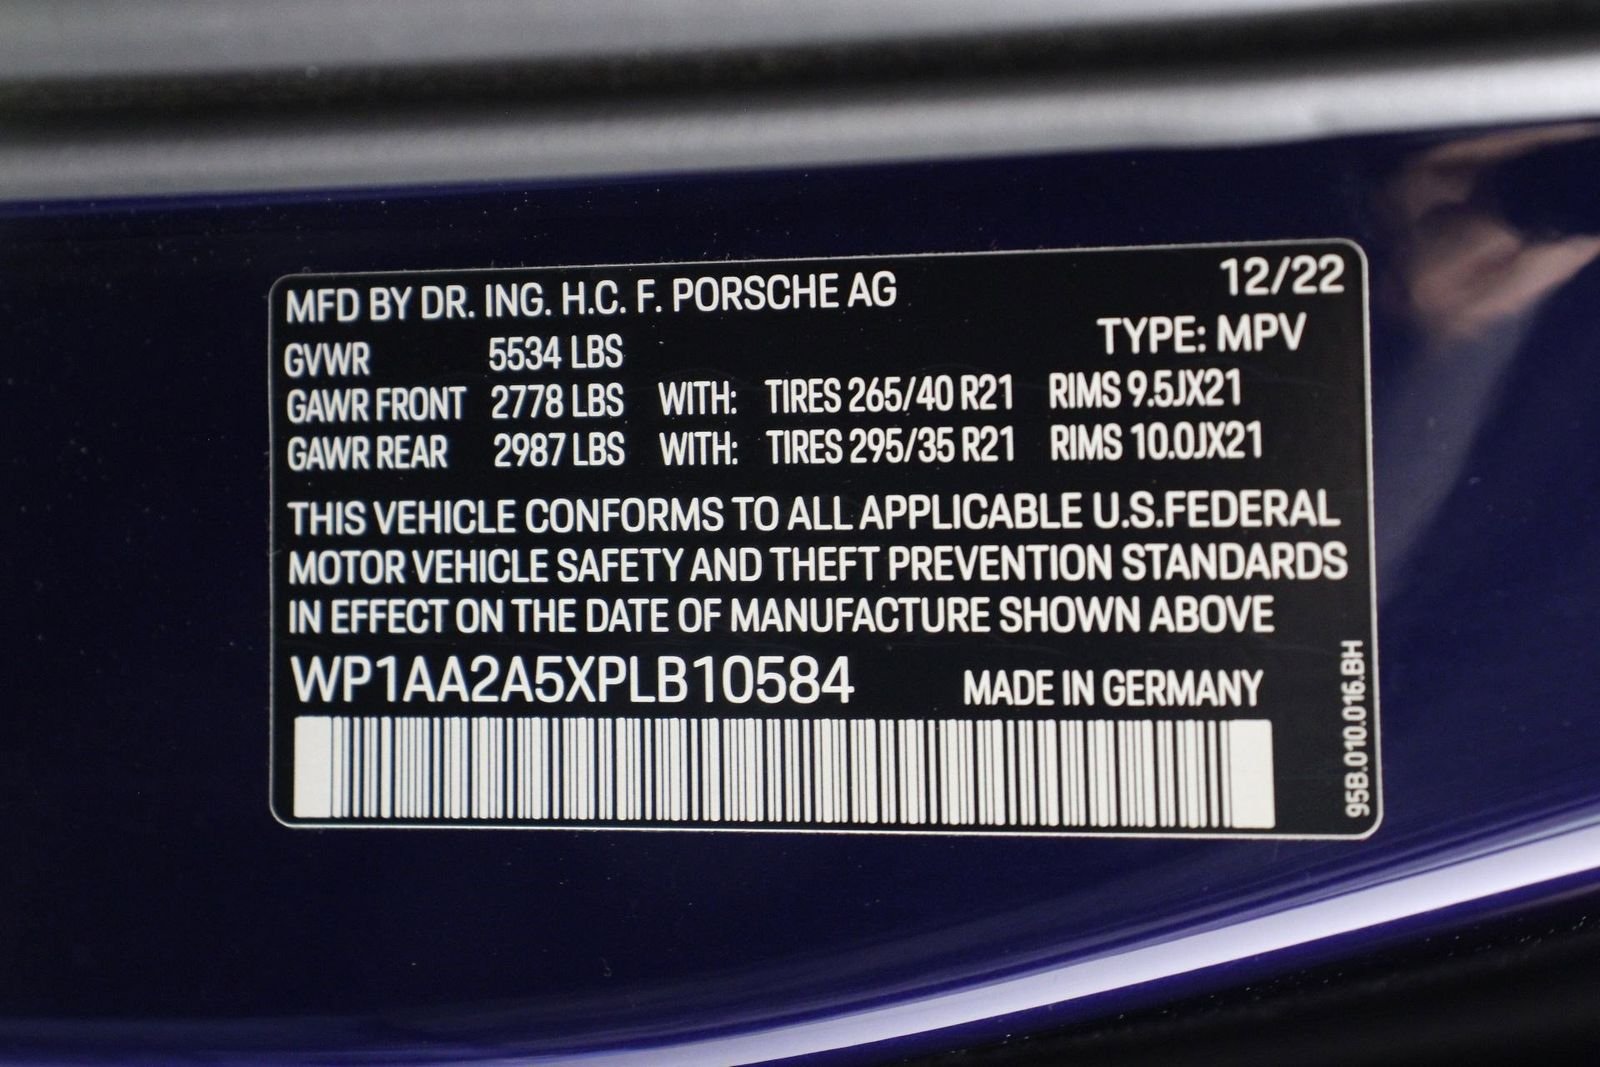 MFD BY DR. ING. H.C. F. PORSCHE AG 12/22
GVWR 5534 LBS TYPE: MPV
GAWR FRONT 2778 LBS WITH: TIRES 265/40 R21 RIMS 9.5JX21
GAWR REAR 2987 LBS WITH: TIRES 295/35 R21 RIMS 10.0JX21
THIS VEHICLE CONFORMS TO ALL APPLICABLE U.S.FEDERAL
MOTOR VEHICLE SAFETY AND THEFT PREVENTION STANDARDS
IN EFFECT ON THE DATE OF MANUFACTURE SHOWN ABOVE
WP1AA2A5XPLB10584 MADE IN GERMANY
95B.010.016.BH